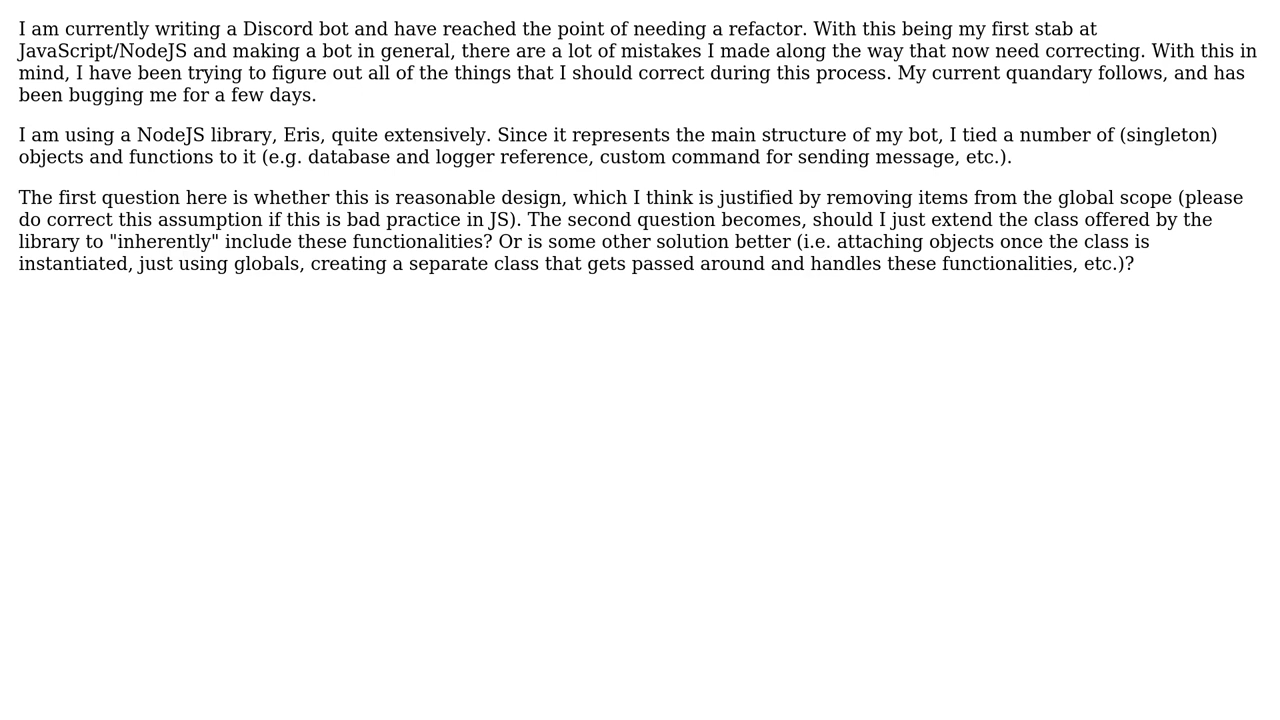 I am currently writing a Discord bot and have reached the point of needing a refactor. With this being my first stab at
JavaScript/NodeJS and making a bot in general, there are a lot of mistakes I made along the way that now need correcting. With this in
mind, I have been trying to figure out all of the things that I should correct during this process. My current quandary follows, and has
been bugging me for a few days.
I am using a NodeJS library, Eris, quite extensively. Since it represents the main structure of my bot, I tied a number of (singleton)
objects and functions to it (e.g. database and logger reference, custom command for sending message, etc.).
The first question here is whether this is reasonable design, which I think is justified by removing items from the global scope (please
do correct this assumption if this is bad practice in JS). The second question becomes, should I just extend the class offered by the
library to "inherently" include these functionalities? Or is some other solution better (i.e. attaching objects once the class is
instantiated, just using globals, creating a separate class that gets passed around and handles these functionalities, etc.)?